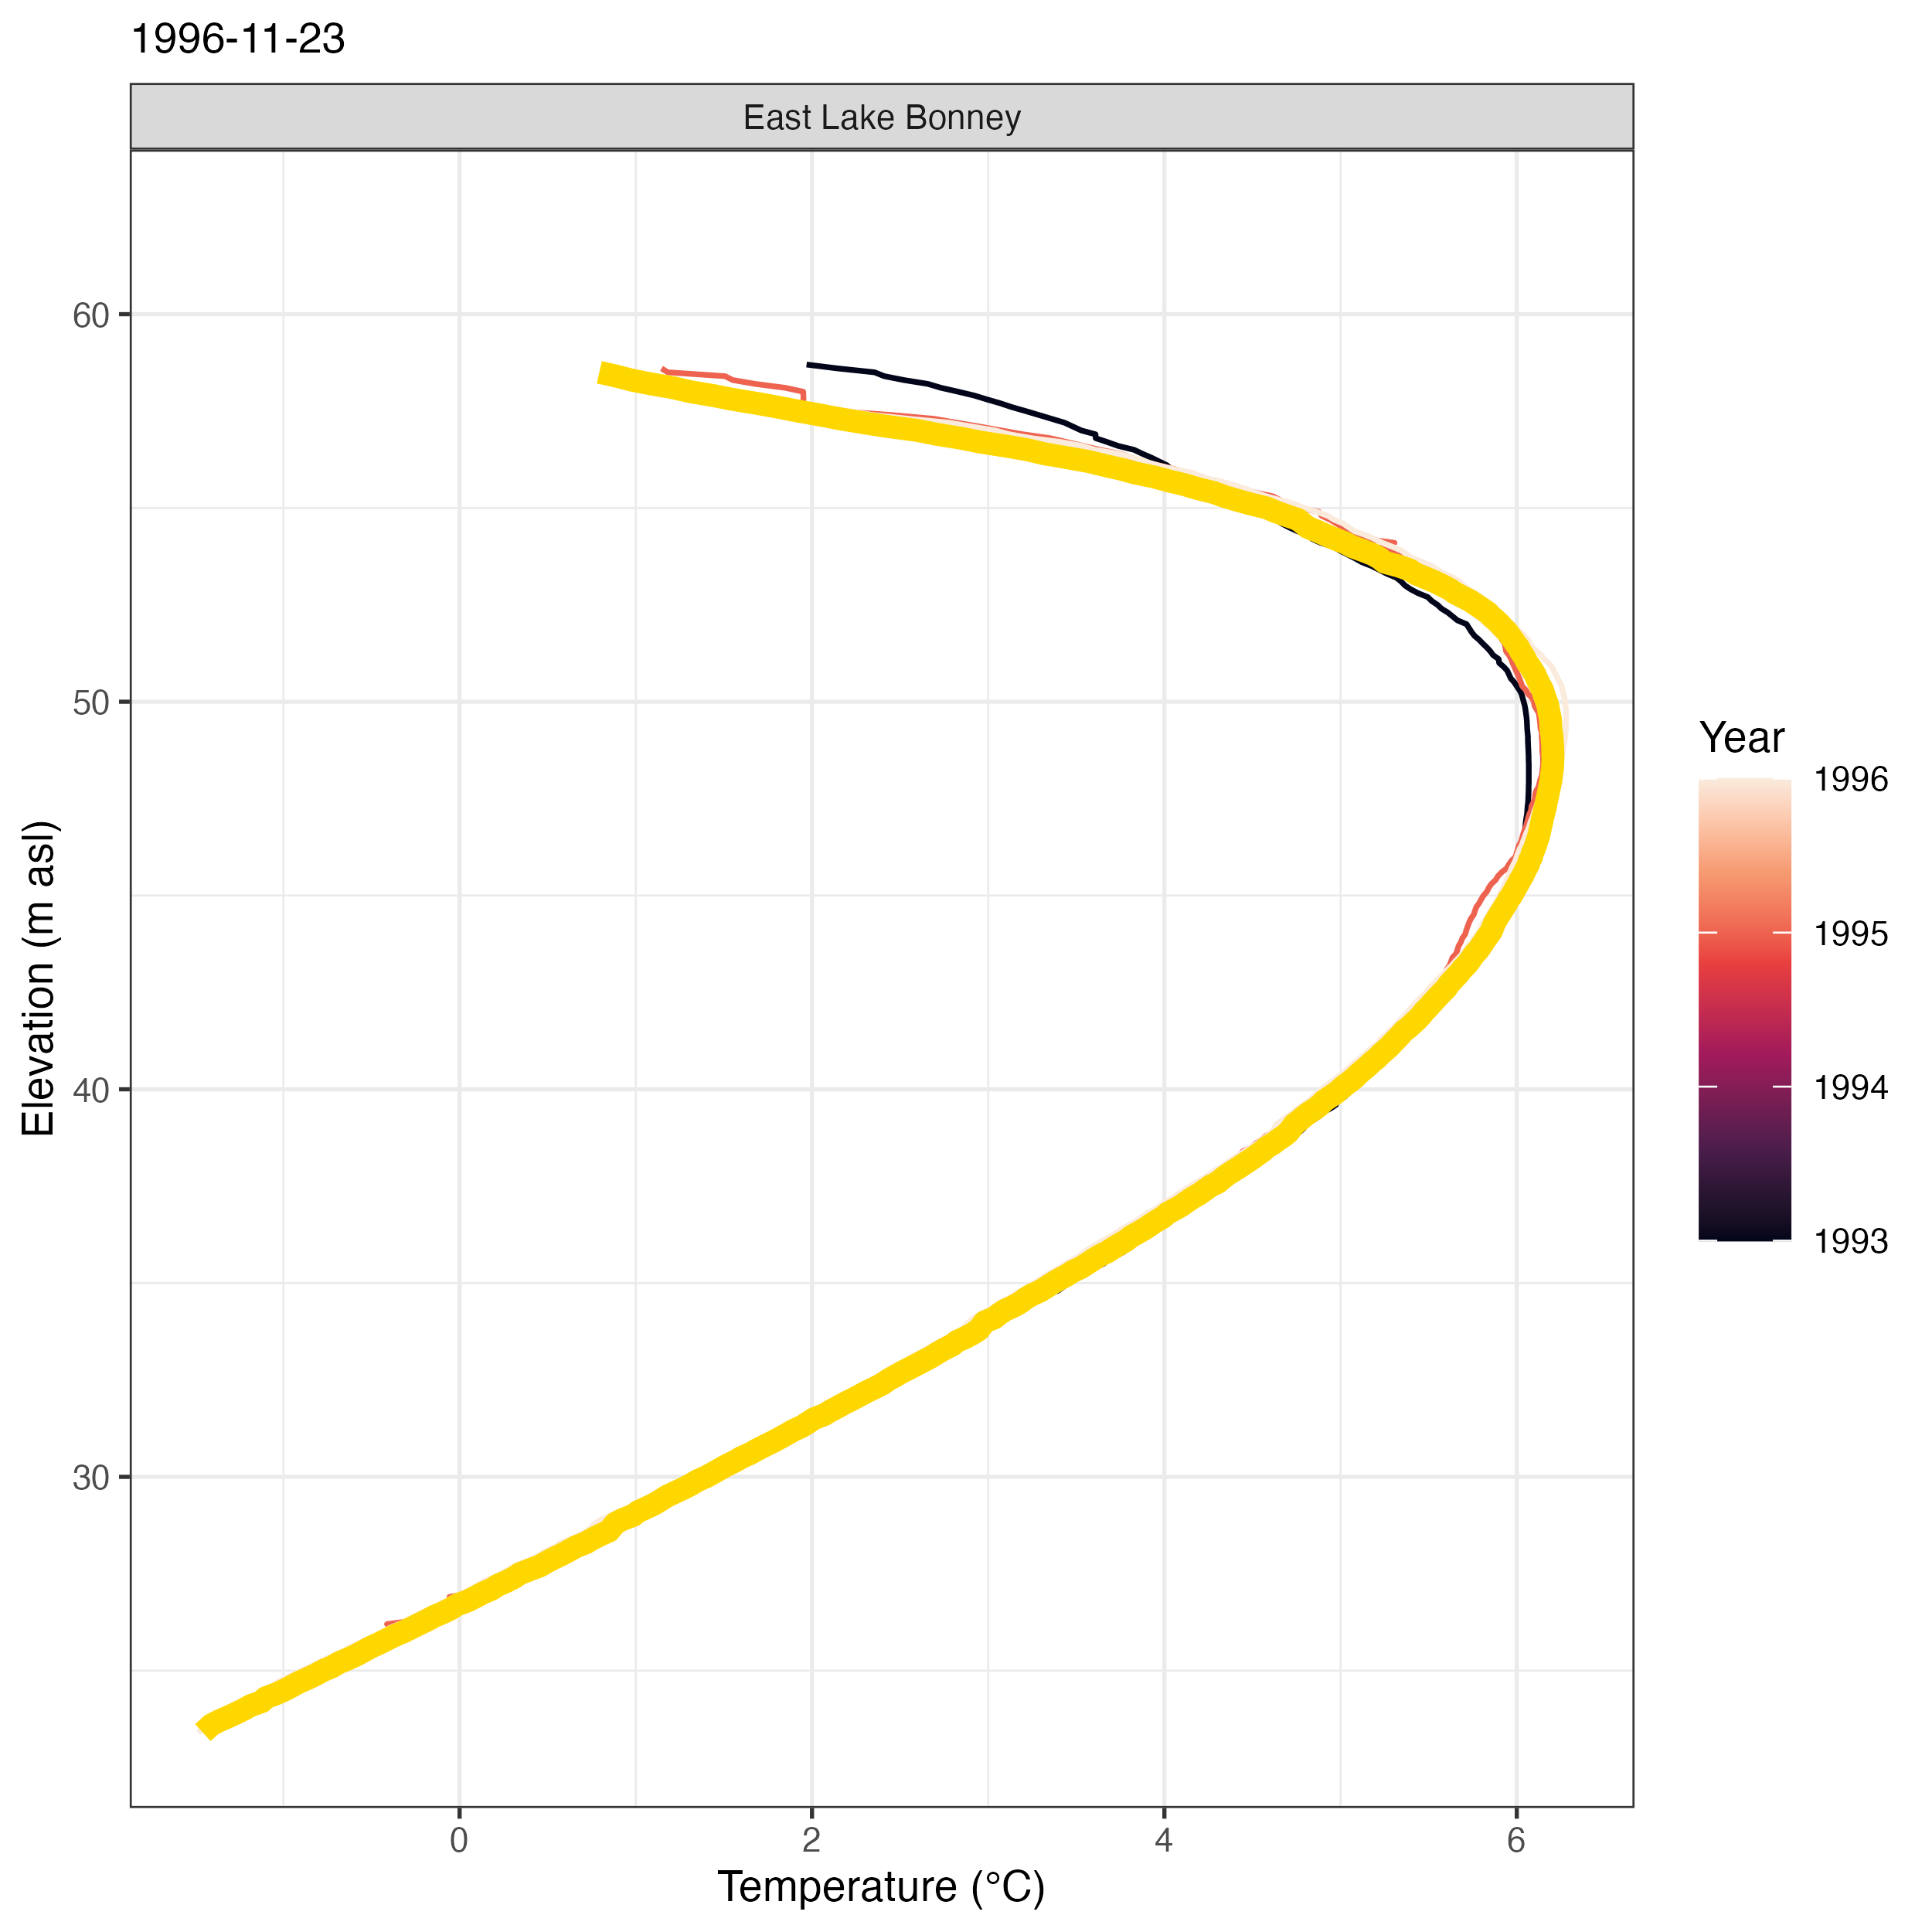 1996-11-23
East Lake Bonney
60
50
40
30
Elevation (m asl)
0 2 4 6
Temperature (°C)
Year
1996
1995
1994
1993